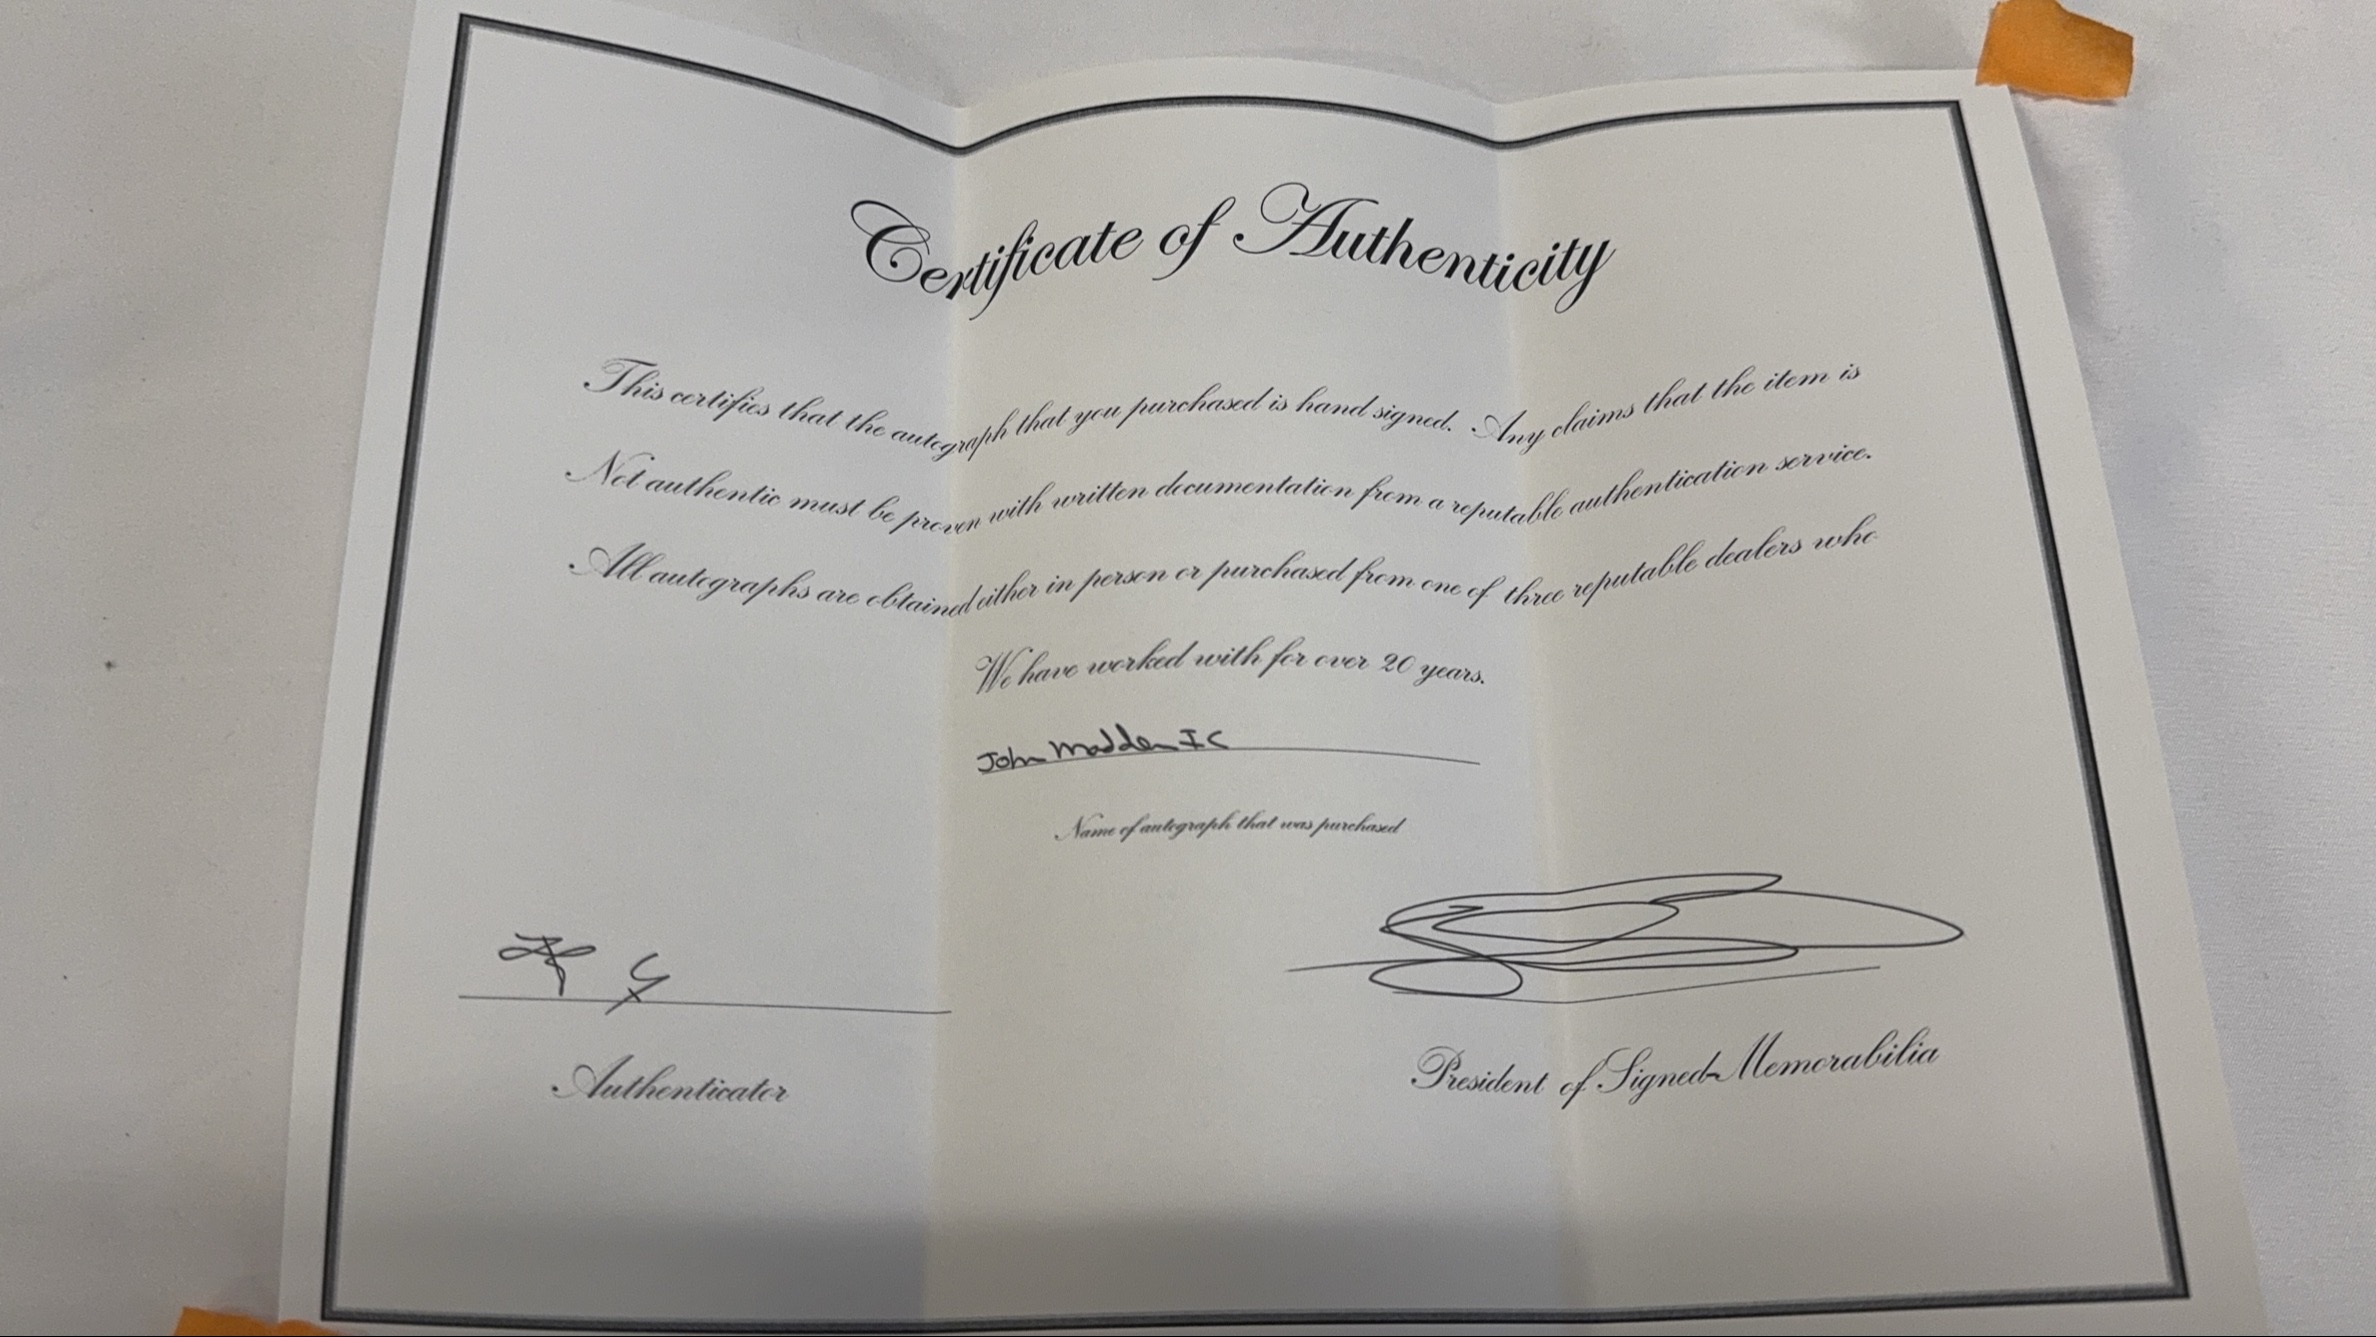 Certificate of Authenticity
This certifies that the autograph that you purchased is hand signed. Any claims that the item is
Not authentic must be proven with written documentation from a reputable authentication service.
All autographs are obtained either in person or purchased from one of three reputable dealers who
We have worked with for over 20 years.
John Madden IC
Name of autograph that was purchased
Authenticator
President of Signed-Memorabilia